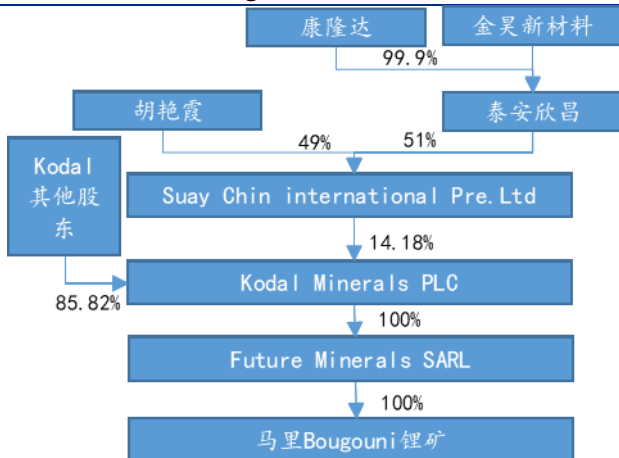 康隆达
金昊新材料
99.9%
胡艳霞
泰安欣昌
49%
51%
Kodal
其他股
东
Suay Chin international Pre.Ltd
14.18%
Kodal Minerals PLC
85.82%
100%
Future Minerals SARL
100%
马里Bougouni锂矿